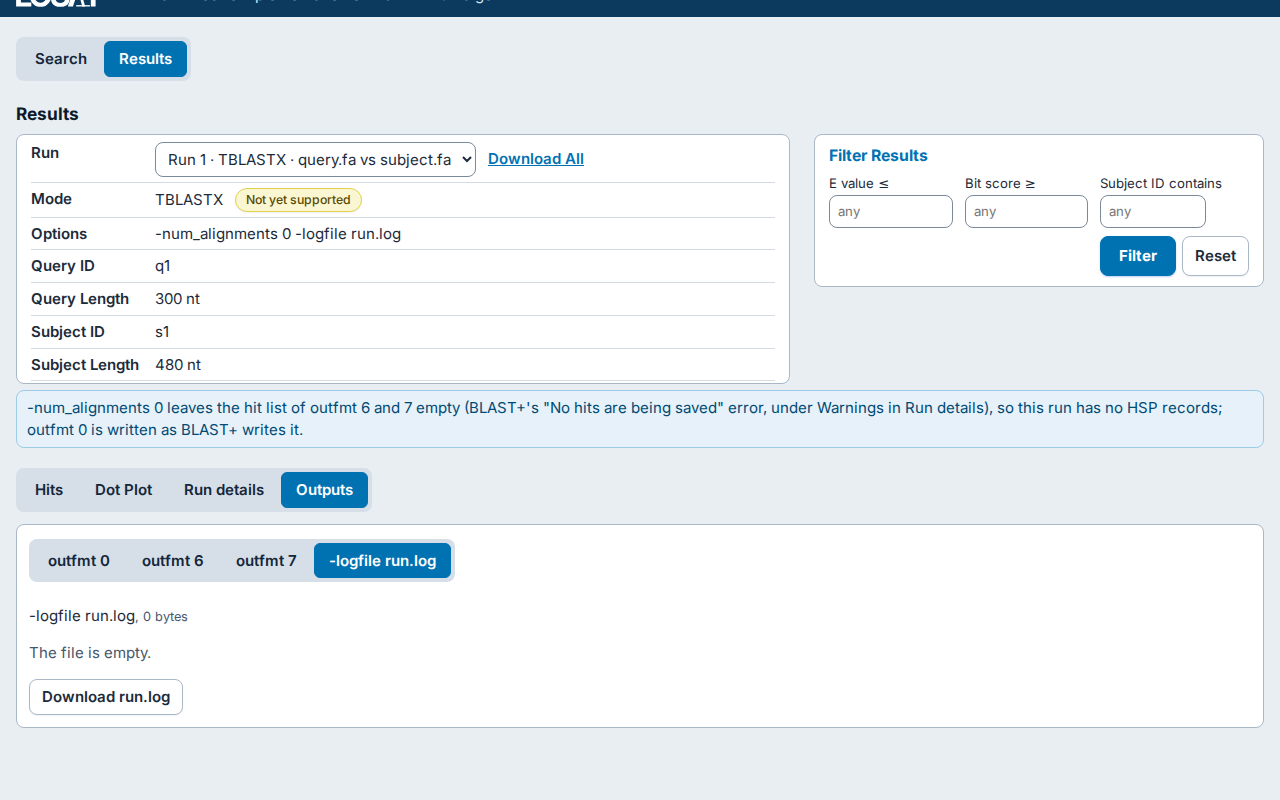 Search
Results
Results
Run
Run 1 · TBLASTX · query.fa vs subject.fa
Download All
Mode
TBLASTX
Not yet supported
Options
-num_alignments 0 -logfile run.log
Query ID
q1
Query Length
300 nt
Subject ID
s1
Subject Length
480 nt
Filter Results
E value ≤
Bit score ≥
Subject ID contains
any
any
any
Filter
Reset
-num_alignments 0 leaves the hit list of outfmt 6 and 7 empty (BLAST+'s "No hits are being saved" error, under Warnings in Run details), so this run has no HSP records;
outfmt 0 is written as BLAST+ writes it.
Hits
Dot Plot
Run details
Outputs
outfmt 0
outfmt 6
outfmt 7
-logfile run.log
-logfile run.log, 0 bytes
The file is empty.
Download run.log